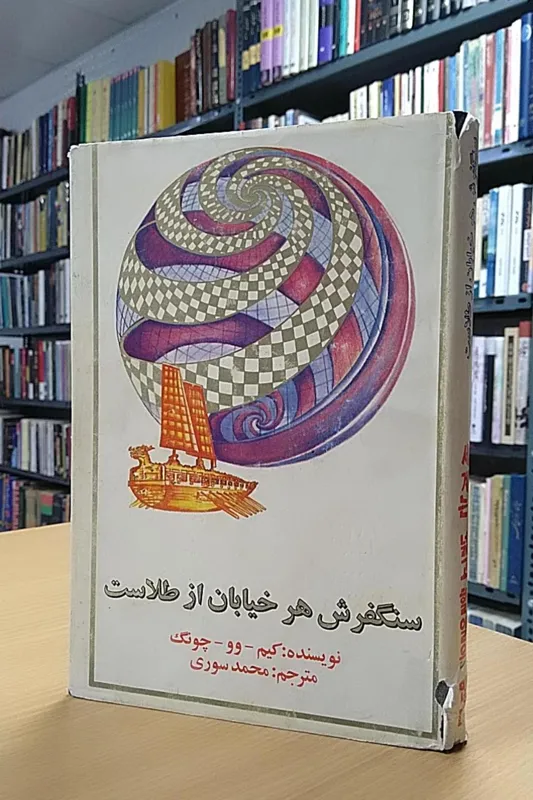 سنگفرش هر خیابان از طلاست
نویسنده: کیم - وو - چونگ
مترجم: محمد سوری